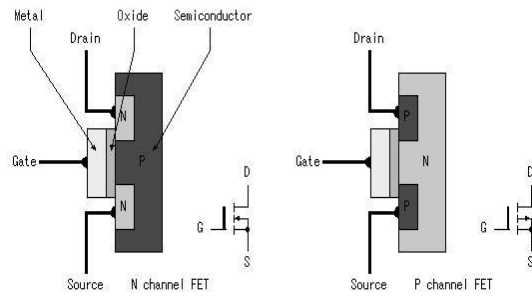 Metal Oxide Semiconductor
Drain
N
Gate
P
N
D
G
S
Source N channel FET
Drain
P
Gate
N
P
D
G
S
Source P channel FET